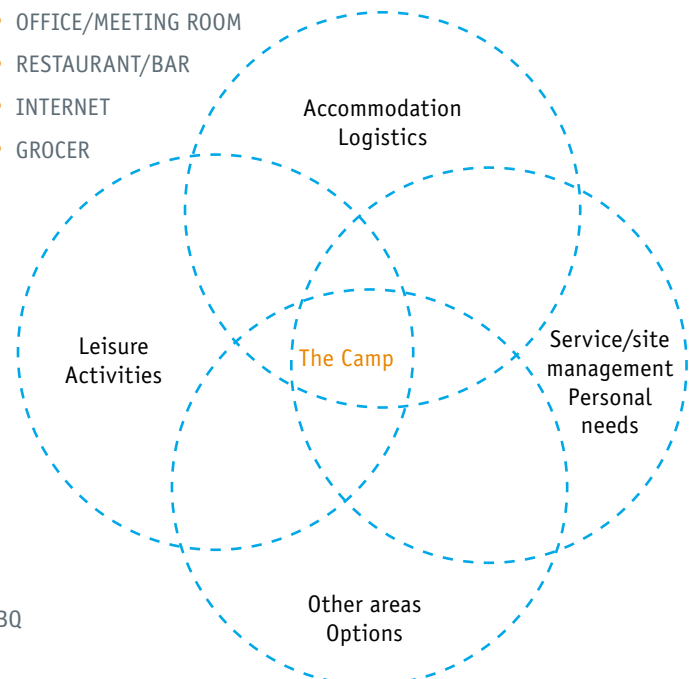 • OFFICE/MEETING ROOM
• RESTAURANT/BAR
• INTERNET
• GROCER
Accommodation
Logistics
Leisure
Activities
The Camp
Service/site
management
Personal
needs
Other areas
Options
BQ